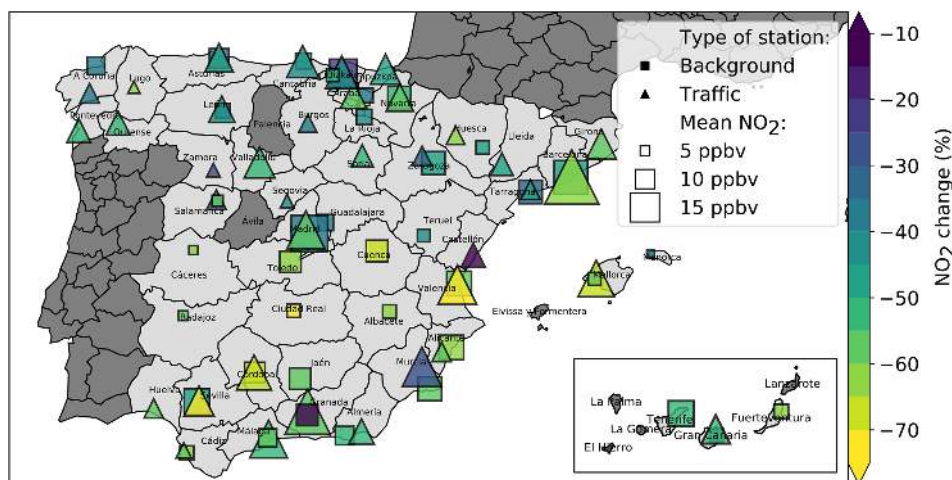 Type of station:
Background
Traffic
Mean NO2:
5 ppbv
10 ppbv
15 ppbv
−10
−20
−30
−40
−50
−60
−70
NO2 change (%)
A Coruña
Lugo
Asturias
Cantabria
Bizkaia
Gipuzkoa
Araba
Navarra
Pontevedra
Ourense
León
Palencia
Burgos
La Rioja
Huesca
Lleida
Girona
Barcelona
Zamora
Valladolid
Soria
Zaragoza
Tarragona
Salamanca
Segovia
Ávila
Guadalajara
Madrid
Teruel
Castellón
Menorca
Cáceres
Toledo
Cuenca
Valencia
Mallorca
Badajoz
Ciudad Real
Albacete
Eivissa y Formentera
Alicante
Huelva
Sevilla
Córdoba
Jaén
Murcia
Granada
Almería
Cádiz
Málaga
La Palma
La Gomera
El Hierro
Tenerife
Gran Canaria
Fuerteventura
Lanzarote